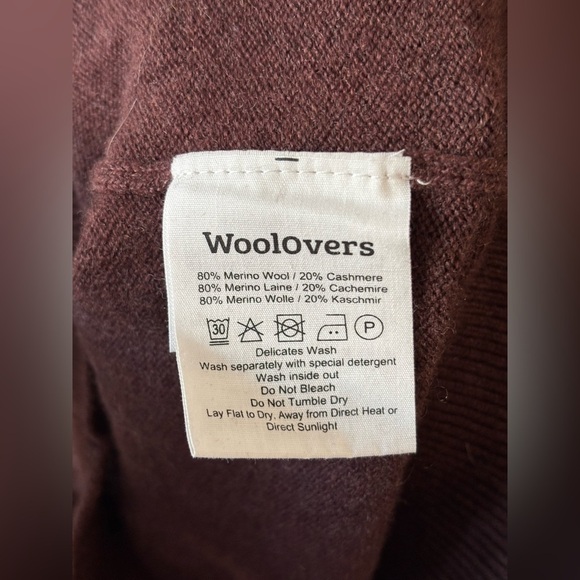 WoolOvers
80% Merino Wool / 20% Cashmere
80% Merino Laine / 20% Cachemire
80% Merino Wolle / 20% Kaschmir
30 P
Delicates Wash
Wash separately with special detergent
Wash inside out
Do Not Bleach
Do Not Tumble Dry
Lay Flat to Dry, Away from Direct Heat or
Direct Sunlight